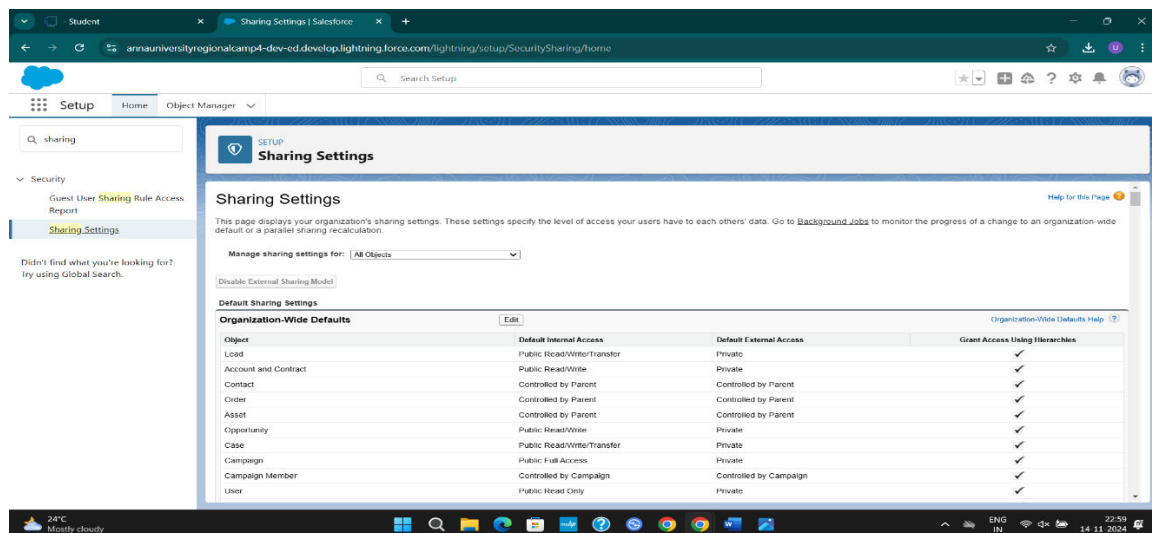 Student
Sharing Settings | Salesforce
annauniversityregionalcamp4-dev-ed.develop.lightning.force.com/lightning/setup/SecuritySharing/home
U
Search Setup
Setup
Home
Object Manager
sharing
Security
Guest User Sharing Rule Access
Report
Sharing Settings
Didn't find what you're looking for?
Try using Global Search.
SETUP
Sharing Settings
Sharing Settings
Help for this Page
This page displays your organization's sharing settings. These settings specify the level of access your users have to each others' data. Go to Background Jobs to monitor the progress of a change to an organization-wide
default or a parallel sharing recalculation.
Manage sharing settings for: All Objects
Disable External Sharing Model
Default Sharing Settings
Organization-Wide Defaults Edit Organization-Wide Defaults Help ?
Object Default Internal Access Default External Access Grant Access Using Hierarchies
Lead Public Read/Write/Transfer Private ✓
Account and Contract Public Read/Write Private ✓
Contact Controlled by Parent Controlled by Parent ✓
Order Controlled by Parent Controlled by Parent ✓
Asset Controlled by Parent Controlled by Parent ✓
Opportunity Public Read/Write Private ✓
Case Public Read/Write/Transfer Private ✓
Campaign Public Full Access Private ✓
Campaign Member Controlled by Campaign Controlled by Campaign ✓
User Public Read Only Private ✓
24°C
Mostly cloudy
ENG
IN
22:59
14-11-2024